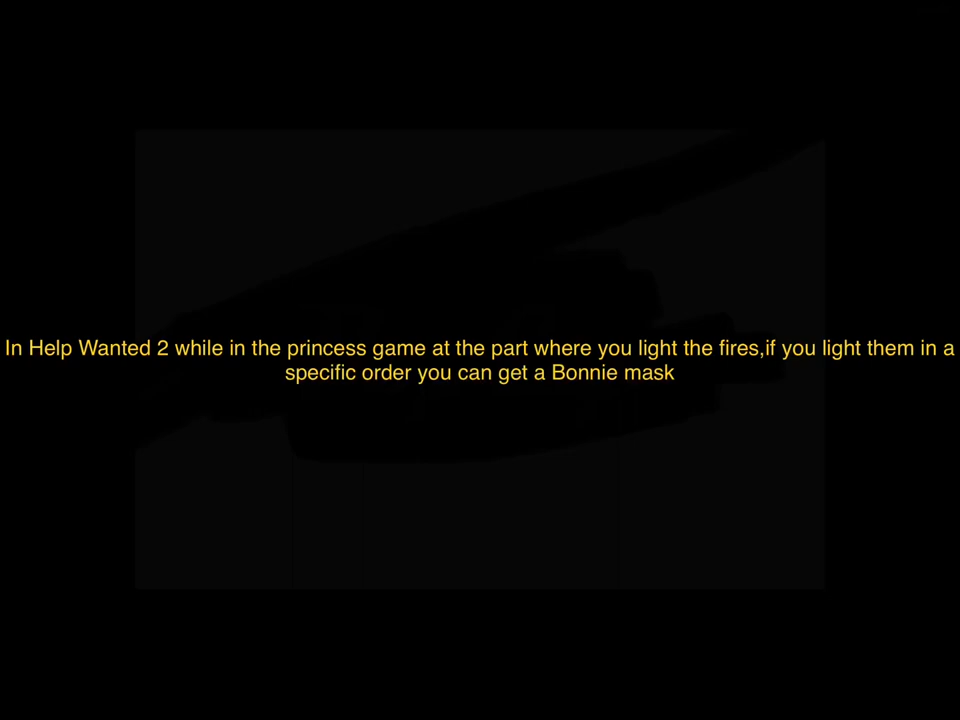 In Help Wanted 2 while in the princess game at the part where you light the fires,if you light them in a
specific order you can get a Bonnie mask